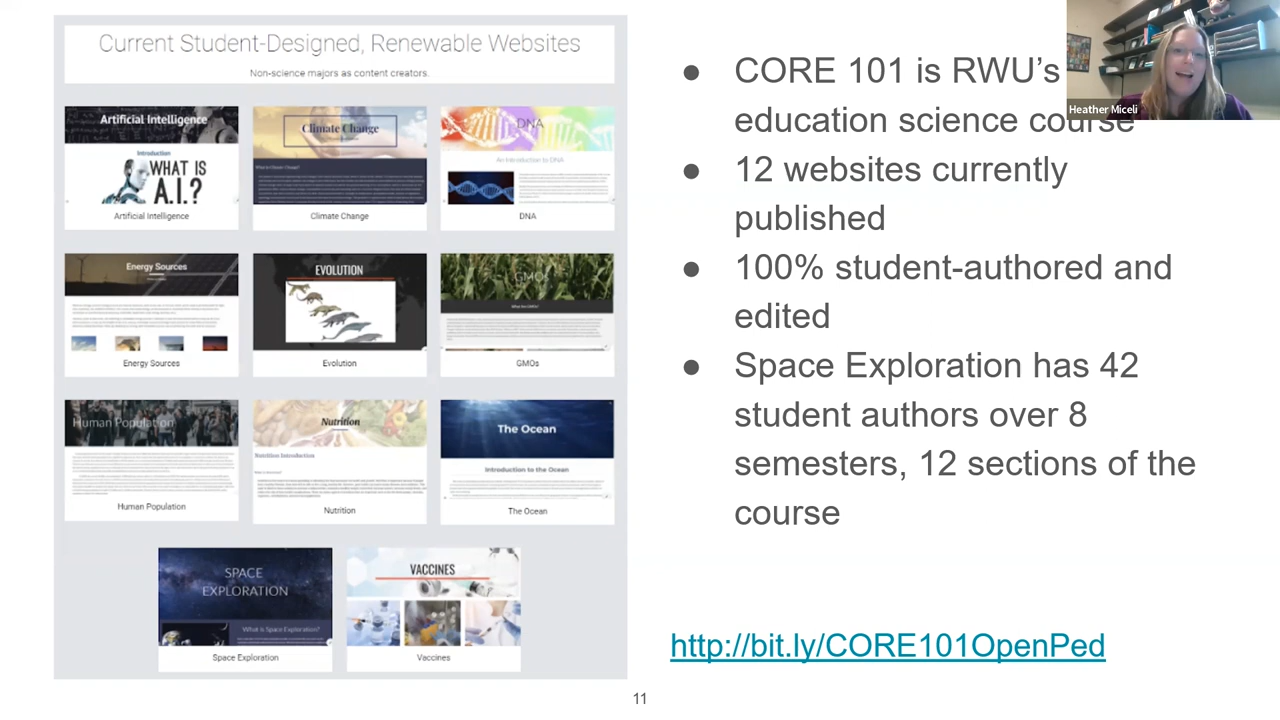 Current Student-Designed, Renewable Websites
Non-science majors as content creators.
Artificial Intelligence
Introduction
WHAT IS
A.I.?
Artificial Intelligence
Climate Change
What is Climate Change?
Climate Change
DNA
An Introduction to DNA
DNA
Energy Sources
Energy Sources
EVOLUTION
Evolution
GMOs
What Are GMOs?
GMOs
Human Population
Human Population
Nutrition
Nutrition Introduction
What is Nutrition?
Nutrition
The Ocean
Introduction to the Ocean
The Ocean
SPACE
EXPLORATION
What is Space Exploration?
Space Exploration
VACCINES
Vaccines
● CORE 101 is RWU’s
education science course
● 12 websites currently
published
● 100% student-authored and
edited
● Space Exploration has 42
student authors over 8
semesters, 12 sections of the
course
http://bit.ly/CORE101OpenPed
11
Heather Miceli